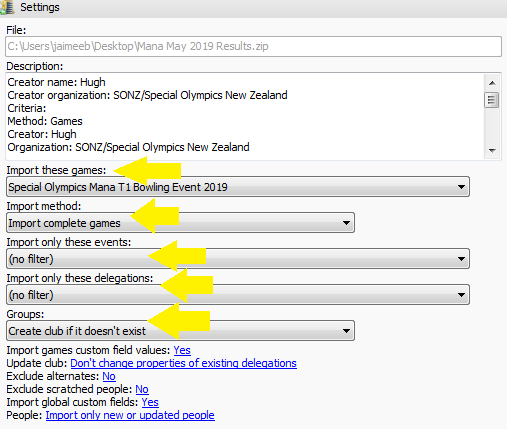 Settings
File:
C:\Users\jaimeeb\Desktop\Mana May 2019 Results.zip
Description:
Creator name: Hugh
Creator organization: SONZ/Special Olympics New Zealand
Criteria:
Method: Games
Creator: Hugh
Organization: SONZ/Special Olympics New Zealand
Import these games:
Special Olympics Mana T1 Bowling Event 2019
Import method:
Import complete games
Import only these events:
(no filter)
Import only these delegations:
(no filter)
Groups:
Create club if it doesn't exist
Import games custom field values: Yes
Update club: Don't change properties of existing delegations
Exclude alternates: No
Exclude scratched people: No
Import global custom fields: Yes
People: Import only new or updated people